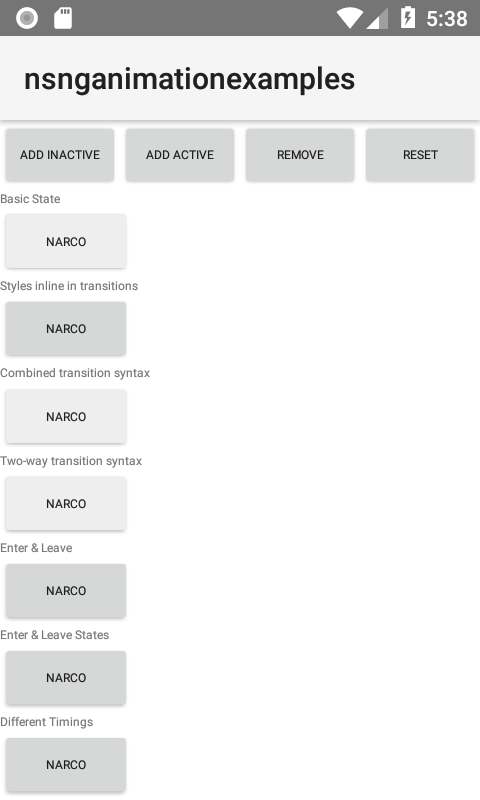 5:38
nsnganimationexamples
ADD INACTIVE ADD ACTIVE REMOVE RESET
Basic State
NARCO
Styles inline in transitions
NARCO
Combined transition syntax
NARCO
Two-way transition syntax
NARCO
Enter & Leave
NARCO
Enter & Leave States
NARCO
Different Timings
NARCO